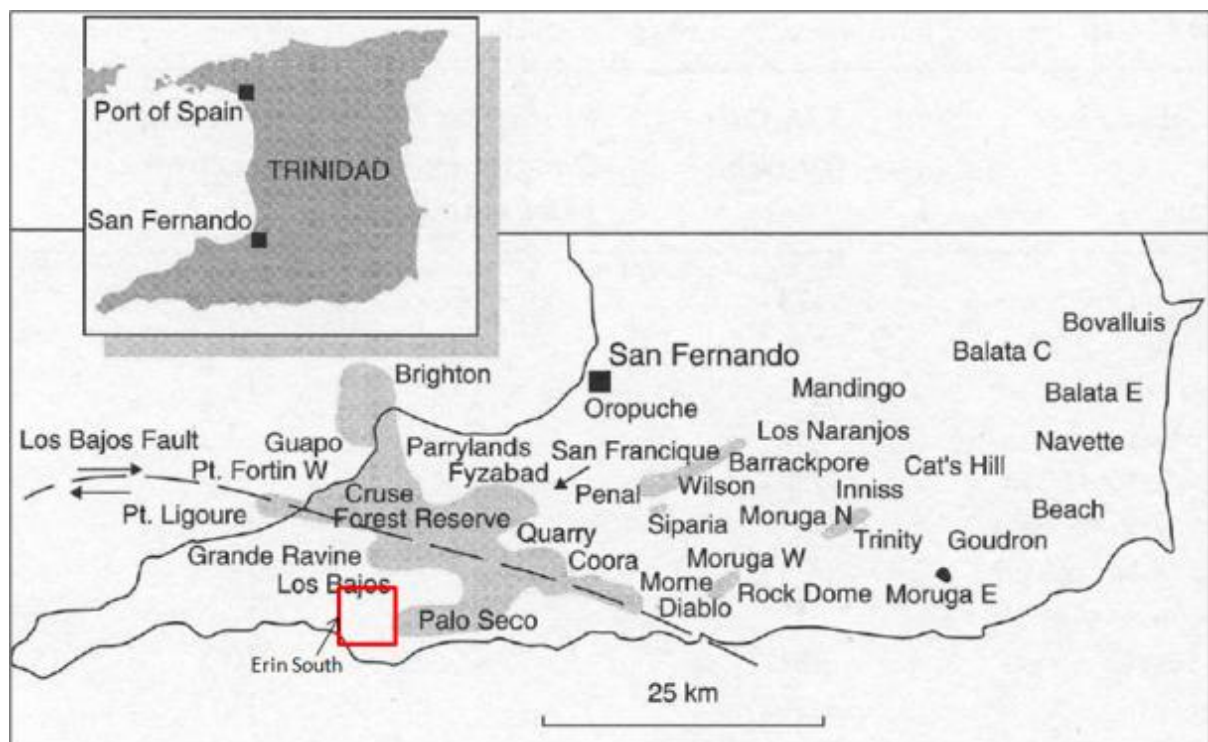 Port of Spain
TRINIDAD
San Fernando
Bovalluis
Balata C
San Fernando
Brighton
Mandingo
Balata E
Oropuche
Los Bajos Fault
Guapo
Parrylands
San Francique
Los Naranjos
Navette
Pt. Fortin W
Fyzabad
Barrackpore
Cat's Hill
Penal
Wilson
Inniss
Cruse
Pt. Ligoure
Forest Reserve
Siparia
Moruga N
Beach
Quarry
Trinity
Goudron
Grande Ravine
Coora
Moruga W
Los Bajos
Morne
Diablo
Rock Dome
Moruga E
Palo Seco
Erin South
25 km